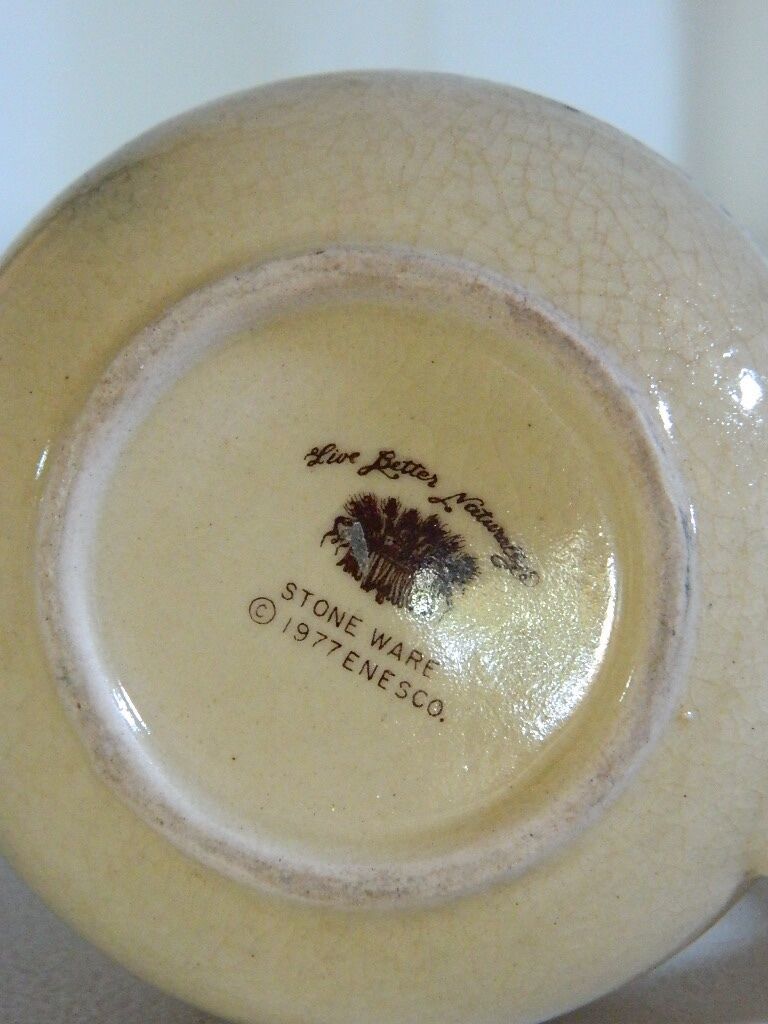 Live Better Naturally
STONE WARE
© 1977 ENESCO.